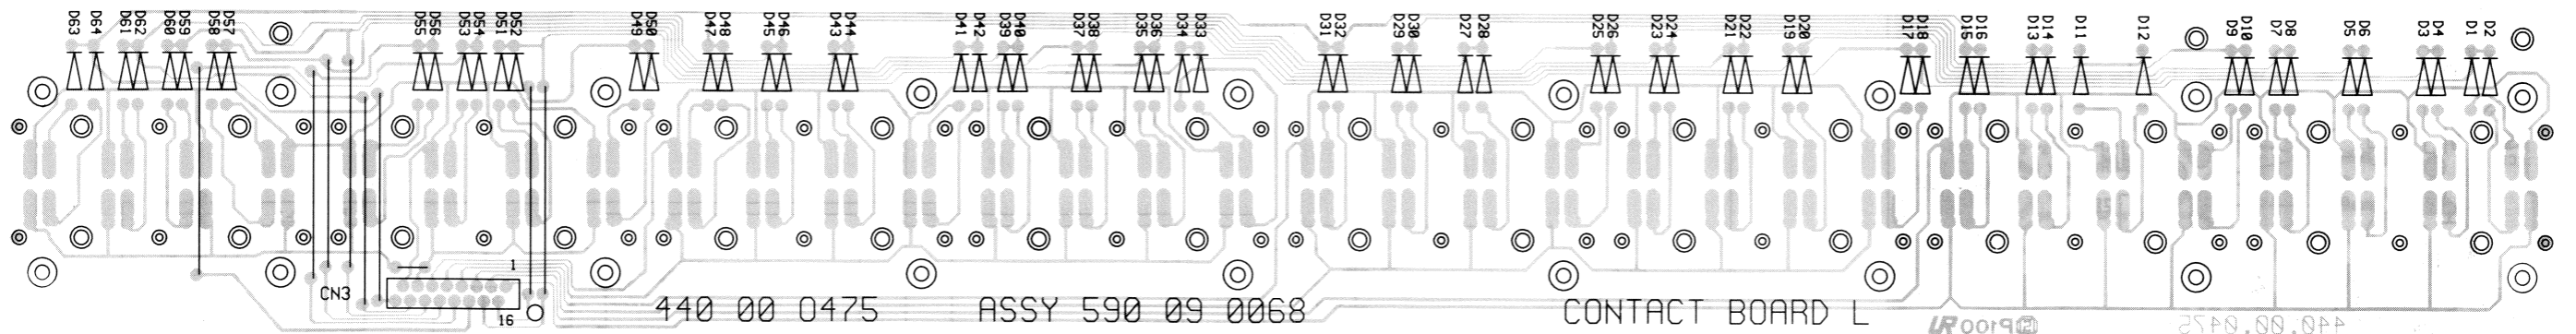 D63 D64 D61 D62 D60 D59 D58 D57 D55 D56 D53 D54 D51 D52 D49 D50 D47 D48 D45 D46 D43 D44 D41 D42 D39 D40 D37 D38 D35 D36 D34 D33 D31 D32 D29 D30 D27 D28 D25 D26 D23 D24 D21 D22 D19 D20 D17 D18 D15 D16 D13 D14 D11 D12 D9 D10 D7 D8 D5 D6 D3 D4 D1 D2
1
CN3
16
440 00 0475 ASSY 590 09 0068 CONTACT BOARD L
440.00.0475